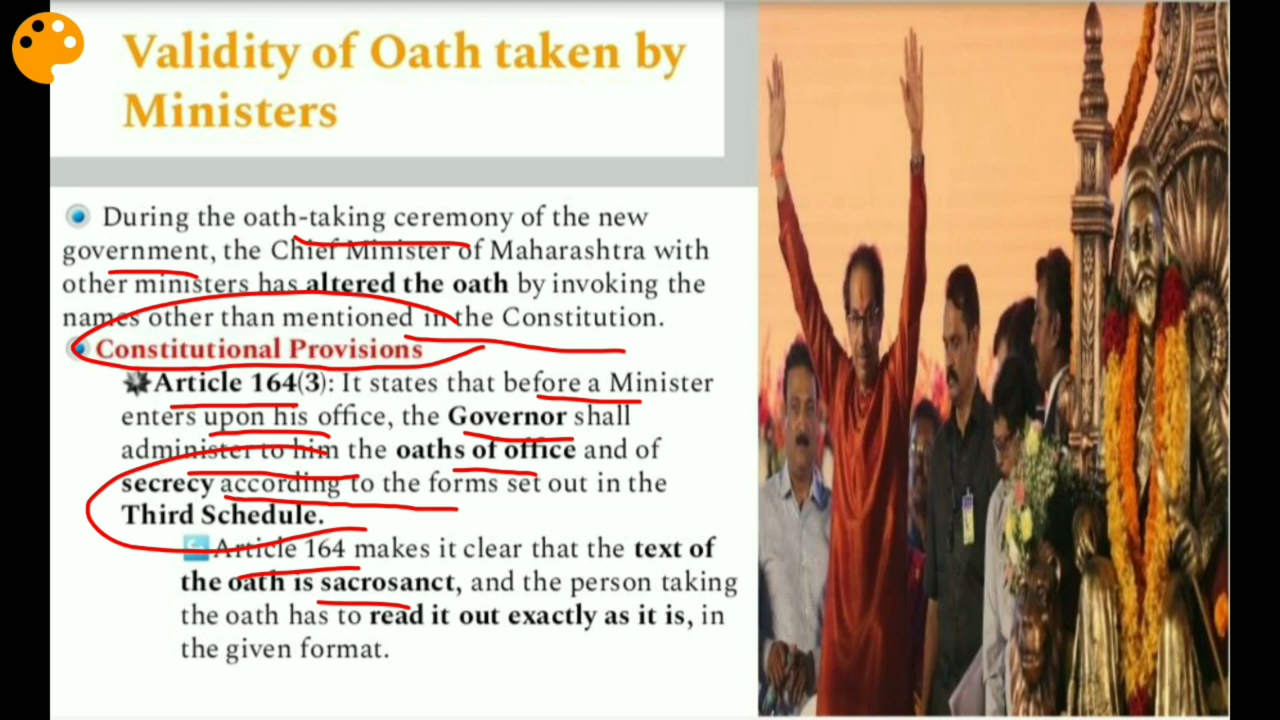 Validity of Oath taken by
Ministers
During the oath-taking ceremony of the new
government, the Chief Minister of Maharashtra with
other ministers has altered the oath by invoking the
names other than mentioned in the Constitution.
Constitutional Provisions
Article 164(3): It states that before a Minister
enters upon his office, the Governor shall
administer to him the oaths of office and of
secrecy according to the forms set out in the
Third Schedule.
Article 164 makes it clear that the text of
the oath is sacrosanct, and the person taking
the oath has to read it out exactly as it is, in
the given format.